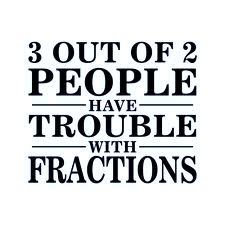 3 OUT OF 2
PEOPLE
HAVE
TROUBLE
WITH
FRACTIONS